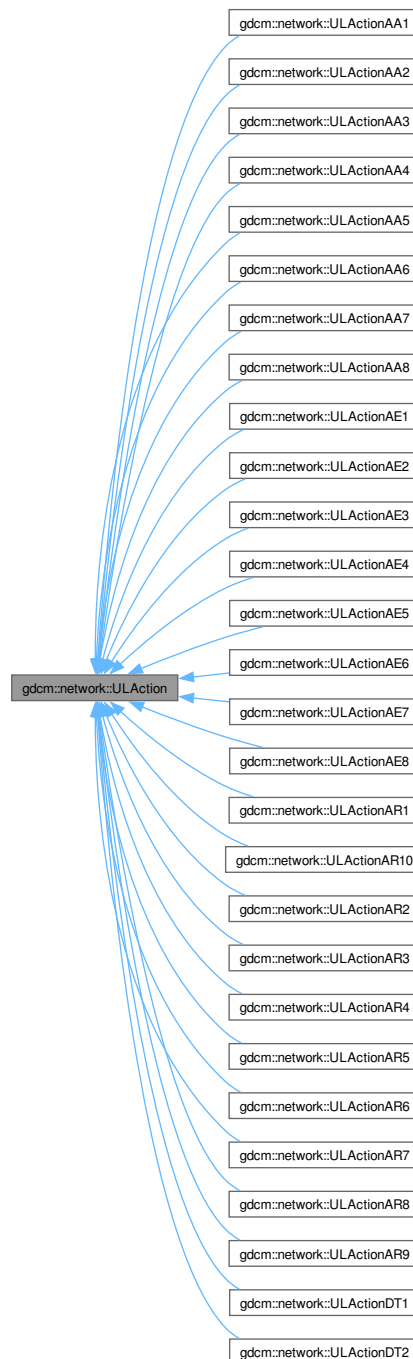 gdcm::network::ULActionAA1
gdcm::network::ULActionAA2
gdcm::network::ULActionAA3
gdcm::network::ULActionAA4
gdcm::network::ULActionAA5
gdcm::network::ULActionAA6
gdcm::network::ULActionAA7
gdcm::network::ULActionAA8
gdcm::network::ULActionAE1
gdcm::network::ULActionAE2
gdcm::network::ULActionAE3
gdcm::network::ULActionAE4
gdcm::network::ULActionAE5
gdcm::network::ULActionAE6
gdcm::network::ULAction
gdcm::network::ULActionAE7
gdcm::network::ULActionAE8
gdcm::network::ULActionAR1
gdcm::network::ULActionAR10
gdcm::network::ULActionAR2
gdcm::network::ULActionAR3
gdcm::network::ULActionAR4
gdcm::network::ULActionAR5
gdcm::network::ULActionAR6
gdcm::network::ULActionAR7
gdcm::network::ULActionAR8
gdcm::network::ULActionAR9
gdcm::network::ULActionDT1
gdcm::network::ULActionDT2